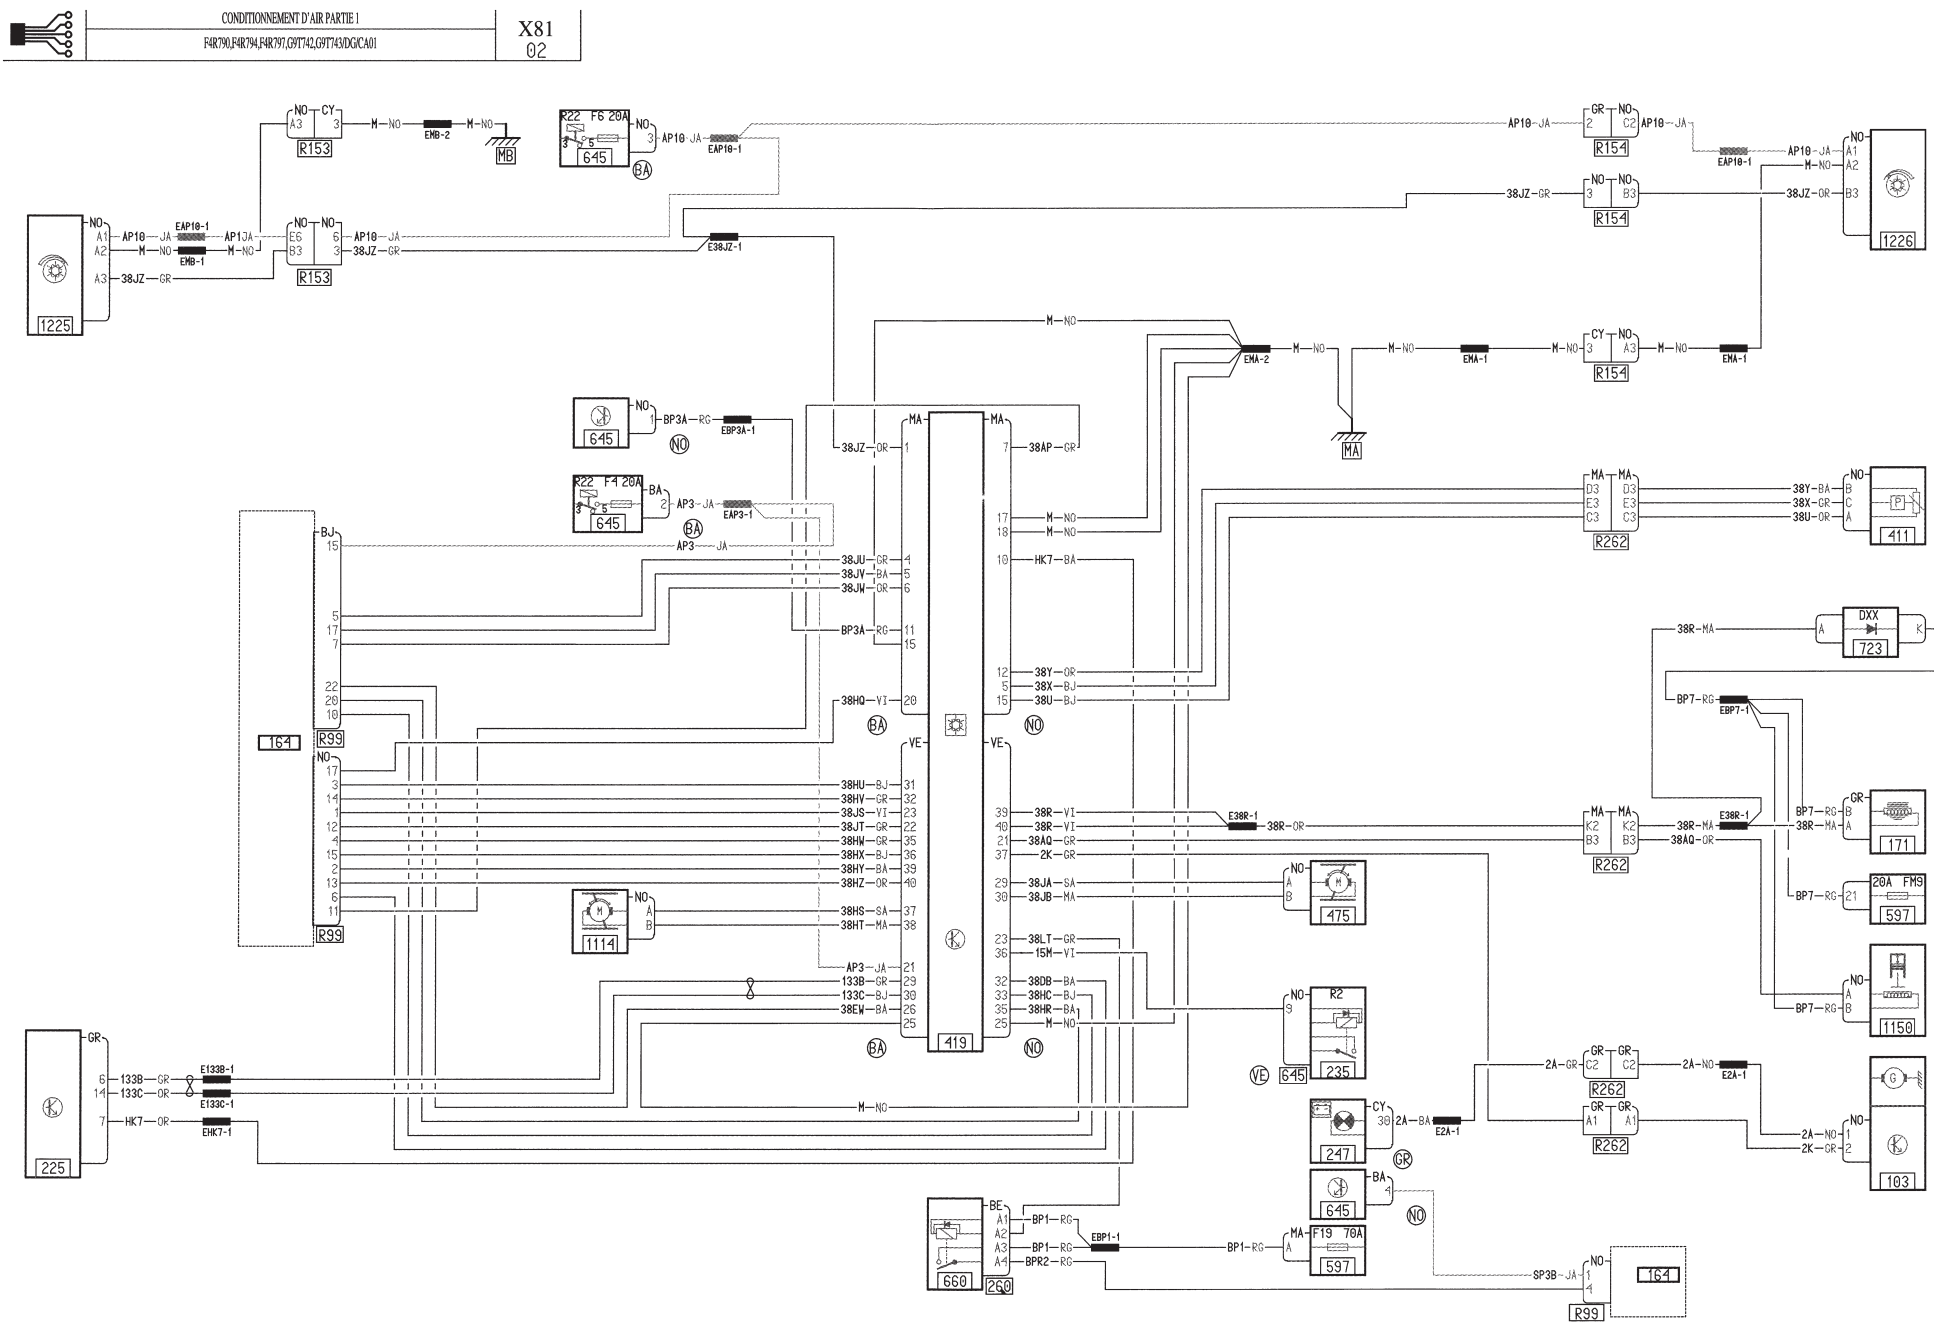 CONDITIONNEMENT D'AIR PARTIE 1
F4R790,F4R794,F4R797,G9T742,G9T743/DG/CA01
X81
02
NO CY
A3 3 M NO EMB-2 M NO
R153
MB
R22 F6 20A
NO
3 5
3 AP10 JA EAP10-1
645
BA
AP10 JA
GR NO
2 C2 AP10 JA
R154
EAP10-1
AP10 JA A1
M NO A2
NO
38JZ GR
NO NO
3 B3
38JZ OR B3
R154
1226
NO
A1 AP10 JA EAP10-1 AP1JA
A2 M NO EMB-1 M NO
A3 38JZ GR
1225
NO NO
E6 6 AP10 JA
B3 3 38JZ GR
R153
E38JZ-1
M NO
EMA-2
M NO
M NO
EMA-1
M NO
CY NO
3 A3
R154
M NO
EMA-1
MA
NO
1 BP3A RG EBP3A-1
645
NO
R22 F4 20A
BA
3 5
2 AP3 JA EAP3-1
645
BA
AP3 JA
MA MA
38JZ OR 1
7 38AP GR
17 M NO
18 M NO
10 HK7 BA
38JU GR 4
38JV BA 5
38JW OR 6
BP3A RG 11
15
12 38Y OR
5 38X BJ
15 38U BJ
38HQ VI 20
BA
NO
MA MA
D3 D3
E3 E3
C3 C3
R262
38Y BA B
38X GR C
38U OR A
NO
P
411
DXX
A K
723
38R MA
BP7 RG EBP7-1
BJ
15
5
17
7
22
20
10
164
R99
NO
17
3
14
1
12
4
15
2
13
6
11
R99
VE VE
38HU BJ 31
38HV GR 32
38JS VI 23
38JT GR 22
38HW GR 35
38HX BJ 36
38HY BA 39
38HZ OR 40
38HS SA 37
38HT MA 38
AP3 JA 21
133B GR 29
133C BJ 30
38EW BA 26
25
BA
419
NO
39 38R VI
40 38R VI
21 38AQ GR
37 2K GR
29 38JA SA
30 38JB MA
23 38LT GR
36 15M VI
32 38DB BA
33 38HC BJ
35 38HR BA
25 M NO
E38R-1
38R OR
MA MA
K2 K2
B3 B3
R262
38R MA E38R-1
38AQ OR
GR
BP7 RG B
38R MA A
171
20A FM9
BP7 RG 21
597
NO
A
BP7 RG B
1150
NO
A
B
M
475
NO
A
B
M
1114
NO
9
R2
VE
645
235
GR
6 133B GR E133B-1
14 133C GR E133C-1
7 HK7 OR EHK7-1
225
M NO
CY
30 2A BA E2A-1
247
GR
2A GR
GR GR
C2 C2
R262
2A NO E2A-1
GR GR
A1 A1
R262
G
NO
2A NO 1
2K GR 2
103
BA
4
645
NO
BE
A1 BP1 RG
A2
A3 BP1 RG EBP1-1
A4 BPR2 RG
660
260
BP1 RG
MA
A
F19 70A
597
SP3B JA
NO
1
4
164
R99